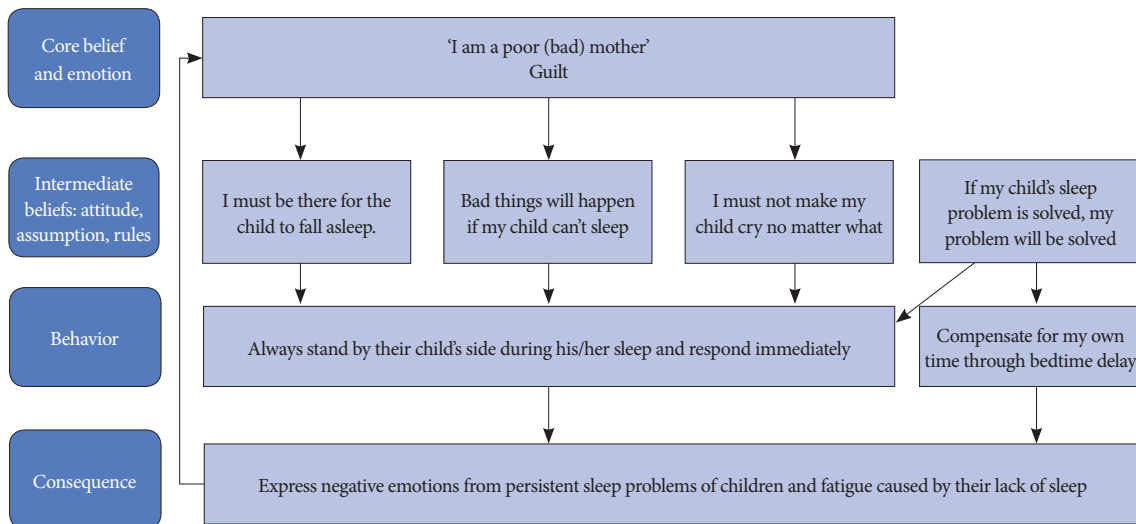 Core belief
and emotion
‘I am a poor (bad) mother’
Guilt
Intermediate
beliefs: attitude,
assumption, rules
I must be there for the
child to fall asleep.
Bad things will happen
if my child can’t sleep
I must not make my
child cry no matter what
If my child’s sleep
problem is solved, my
problem will be solved
Behavior
Always stand by their child’s side during his/her sleep and respond immediately
Compensate for my own
time through bedtime delay
Consequence
Express negative emotions from persistent sleep problems of children and fatigue caused by their lack of sleep